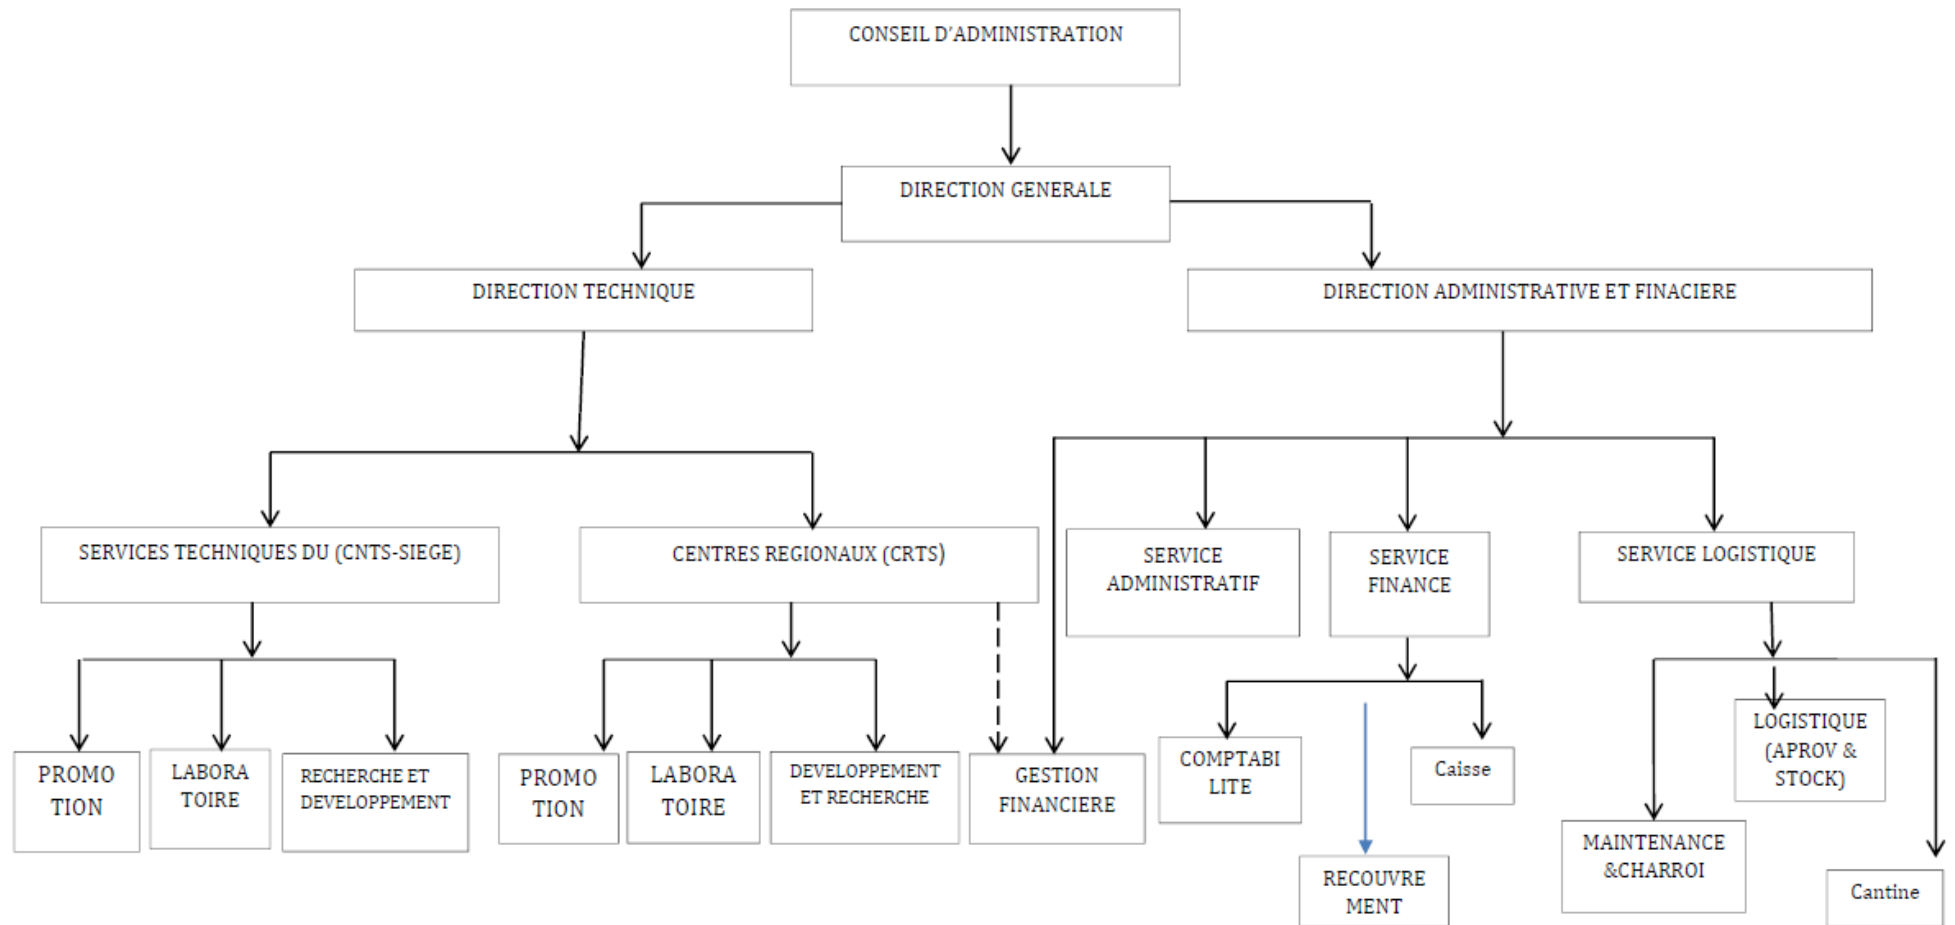 CONSEIL D'ADMINISTRATION
DIRECTION GENERALE
DIRECTION TECHNIQUE
DIRECTION ADMINISTRATIVE ET FINACIERE
SERVICES TECHNIQUES DU (CNTS-SIEGE)
CENTRES REGIONAUX (CRTS)
SERVICE
ADMINISTRATIF
SERVICE
FINANCE
SERVICE LOGISTIQUE
PROMO
TION
LABORA
TOIRE
RECHERCHE ET
DEVELOPPEMENT
PROMO
TION
LABORA
TOIRE
DEVELOPPEMENT
ET RECHERCHE
GESTION
FINANCIERE
COMPTABI
LITE
RECOUVRE
MENT
Caisse
MAINTENANCE
&CHARROI
LOGISTIQUE
(APROV &
STOCK)
Cantine